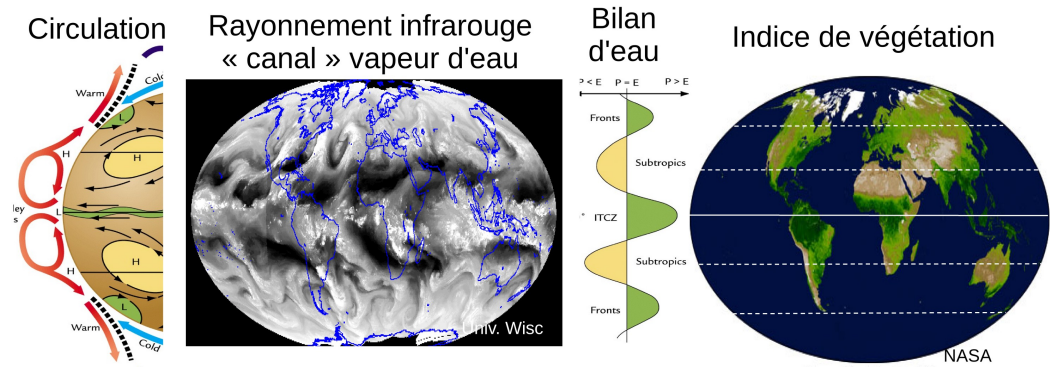 Circulation
Rayonnement infrarouge
« canal » vapeur d'eau
Bilan
d'eau
Indice de végétation
Warm
Cold
L
H
H
ley
s
L
H
H
L
Warm
Cold
Univ. Wisc
P < E P = E P > E
Fronts
Subtropics
ITCZ
Subtropics
Fronts
NASA